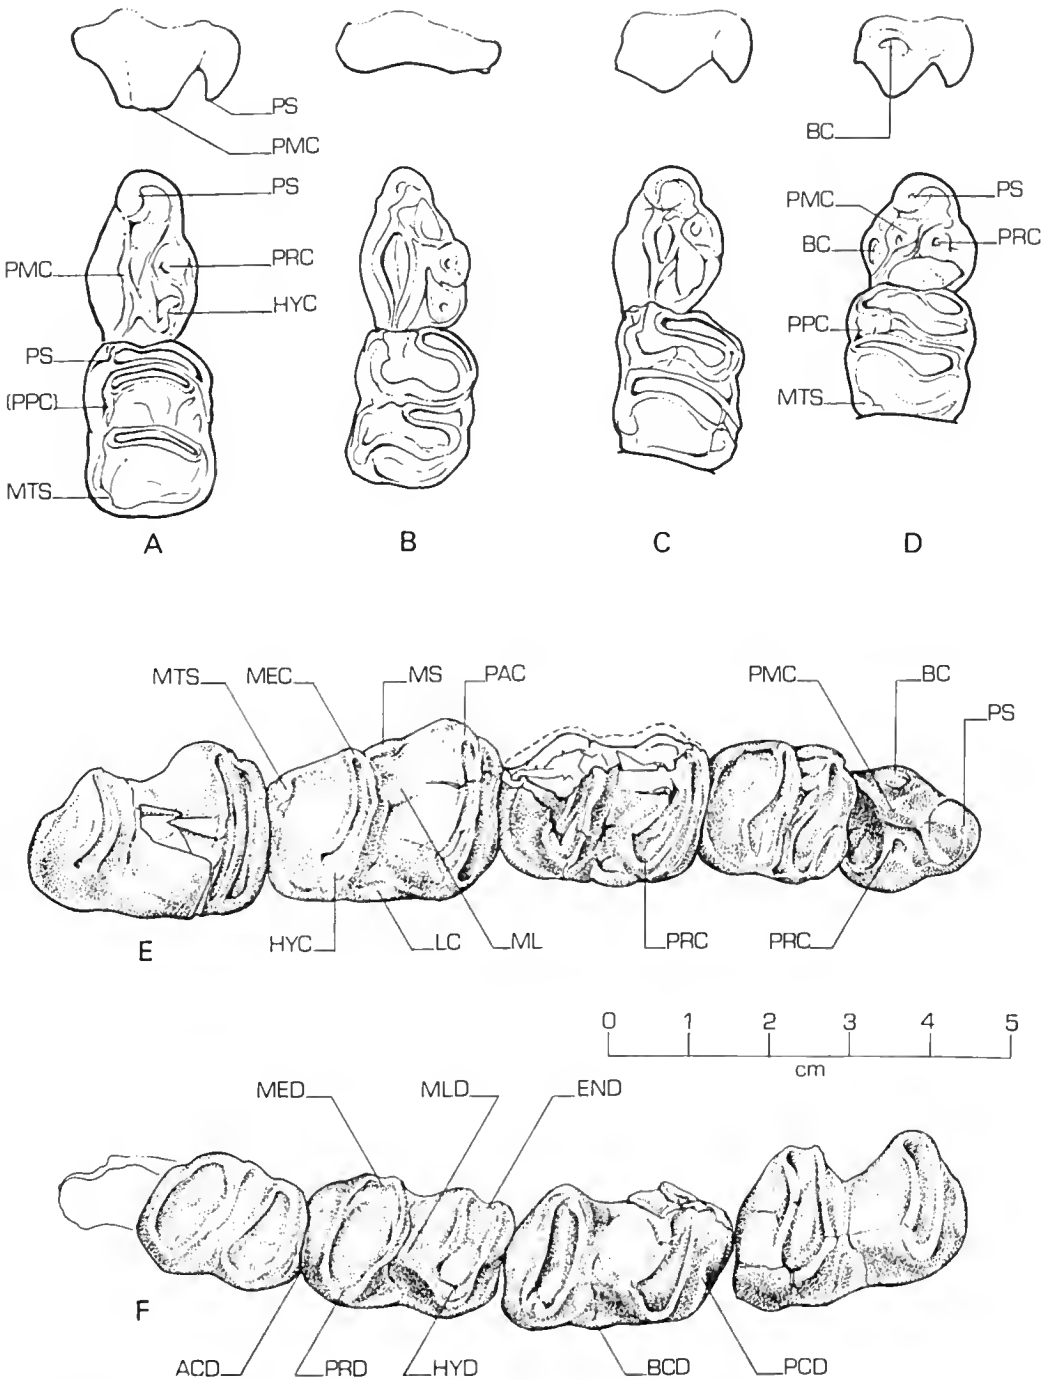 PS
PMC
BC
PS
PMC
PRC
HYC
PS
(PPC)
MTS
PMC
PS
BC
PRC
PPC
MTS
A
B
C
D
MTS
MEC
MS
PAC
PMC
BC
PS
E
HYC
LC
ML
PRC
PRC
0 1 2 3 4 5
cm
MED
MLD
END
F
ACD
PRD
HYD
BCD
PCD